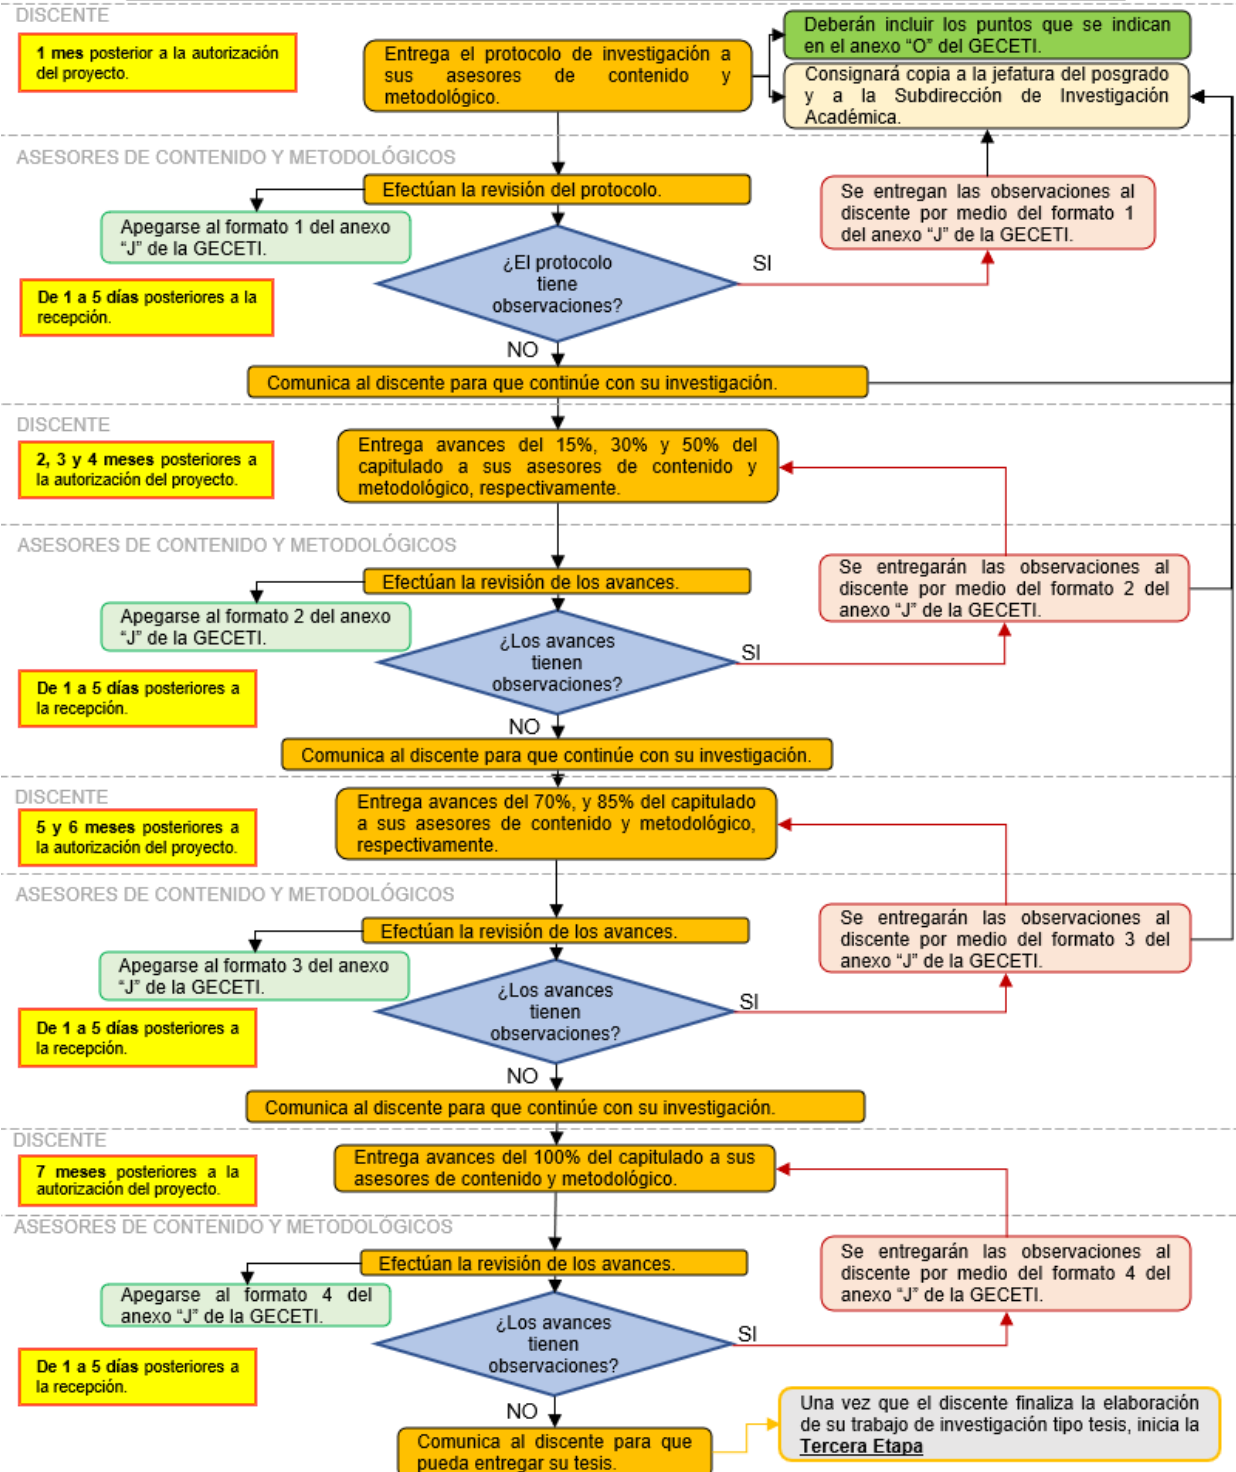 DISCENTE
1 mes posterior a la autorización
del proyecto.
Entrega el protocolo de investigación a
sus asesores de contenido y
metodológico.
Deberán incluir los puntos que se indican
en el anexo “O” del GECETI.
Consignará copia a la jefatura del posgrado
y a la Subdirección de Investigación
Académica.
ASESORES DE CONTENIDO Y METODOLÓGICOS
Efectúan la revisión del protocolo.
Apegarse al formato 1 del anexo
“J” de la GECETI.
Se entregan las observaciones al
discente por medio del formato 1
del anexo “J” de la GECETI.
De 1 a 5 días posteriores a la
recepción.
¿El protocolo
tiene
observaciones?
SI
NO
Comunica al discente para que continúe con su investigación.
DISCENTE
2, 3 y 4 meses posteriores a
la autorización del proyecto.
Entrega avances del 15%, 30% y 50% del
capitulado a sus asesores de contenido y
metodológico, respectivamente.
ASESORES DE CONTENIDO Y METODOLÓGICOS
Efectúan la revisión de los avances.
Apegarse al formato 2 del anexo
“J” de la GECETI.
Se entregarán las observaciones al
discente por medio del formato 2 del
anexo “J” de la GECETI.
De 1 a 5 días posteriores a
la recepción.
¿Los avances
tienen
observaciones?
SI
NO
Comunica al discente para que continúe con su investigación.
DISCENTE
5 y 6 meses posteriores a
la autorización del proyecto.
Entrega avances del 70%, y 85% del capitulado
a sus asesores de contenido y metodológico,
respectivamente.
ASESORES DE CONTENIDO Y METODOLÓGICOS
Efectúan la revisión de los avances.
Apegarse al formato 3 del anexo
“J” de la GECETI.
Se entregarán las observaciones al
discente por medio del formato 3 del
anexo “J” de la GECETI.
De 1 a 5 días posteriores a
la recepción.
¿Los avances
tienen
observaciones?
SI
NO
Comunica al discente para que continúe con su investigación.
DISCENTE
7 meses posteriores a la
autorización del proyecto.
Entrega avances del 100% del capitulado a sus
asesores de contenido y metodológico.
ASESORES DE CONTENIDO Y METODOLÓGICOS
Efectúan la revisión de los avances.
Apegarse al formato 4 del
anexo “J” de la GECETI.
Se entregarán las observaciones al
discente por medio del formato 4 del
anexo “J” de la GECETI.
De 1 a 5 días posteriores a
la recepción.
¿Los avances
tienen
observaciones?
SI
NO
Comunica al discente para que
pueda entregar su tesis.
Una vez que el discente finaliza la elaboración
de su trabajo de investigación tipo tesis, inicia la
Tercera Etapa